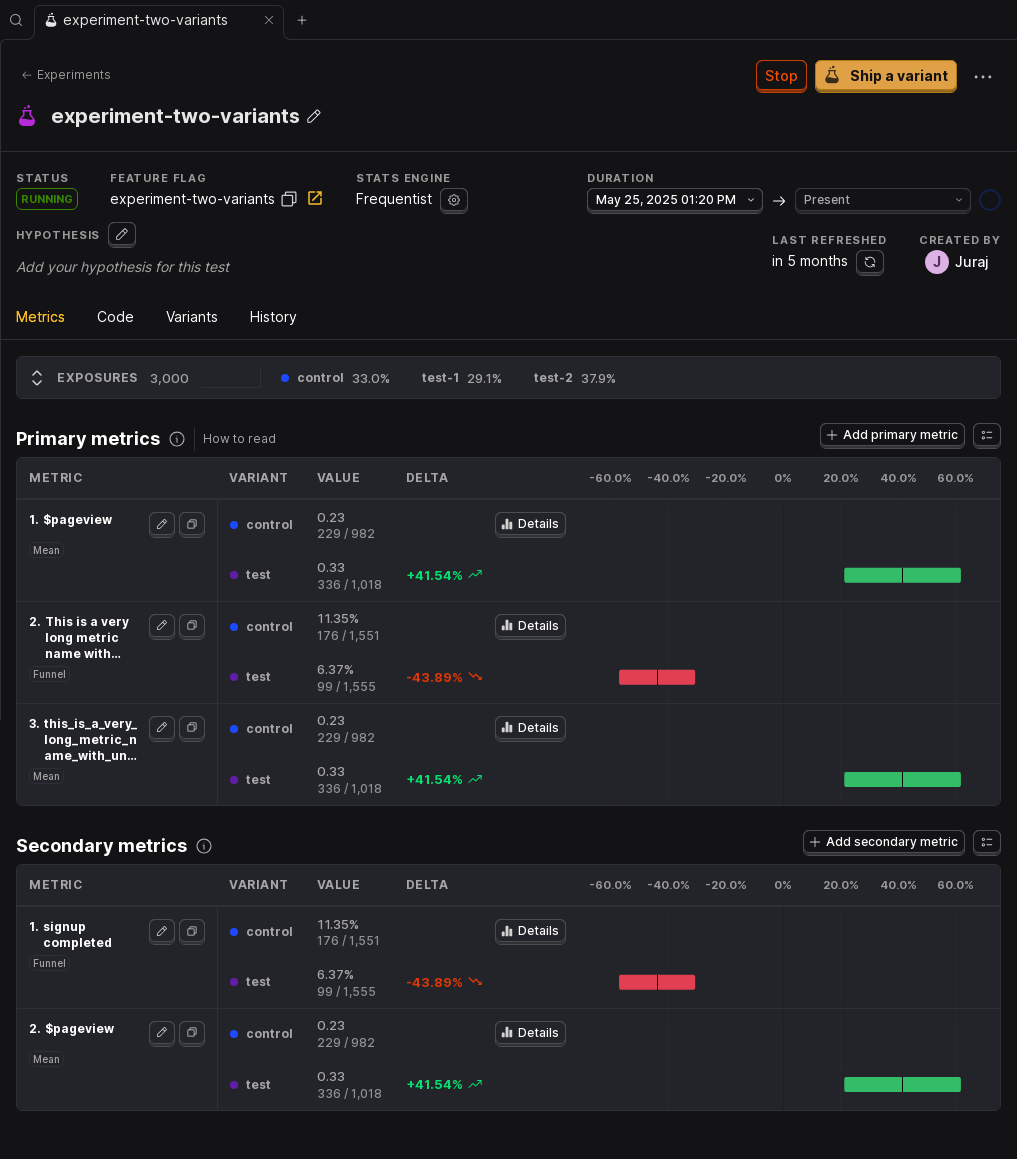 experiment-two-variants
Experiments
Stop
Ship a variant
experiment-two-variants
STATUS
FEATURE FLAG
STATS ENGINE
DURATION
RUNNING
experiment-two-variants
Frequentist
May 25, 2025 01:20 PM
Present
HYPOTHESIS
LAST REFRESHED
CREATED BY
Add your hypothesis for this test
in 5 months
J
Juraj
Metrics
Code
Variants
History
EXPOSURES 3,000
control 33.0%
test-1 29.1%
test-2 37.9%
Primary metrics
How to read
Add primary metric
METRIC VARIANT VALUE DELTA -60.0% -40.0% -20.0% 0% 20.0% 40.0% 60.0%
1. $pageview
Mean
control
0.23
229 / 982
Details
test
0.33
336 / 1,018
+41.54%
2. This is a very
long metric
name with...
Funnel
control
11.35%
176 / 1,551
Details
test
6.37%
99 / 1,555
-43.89%
3. this_is_a_very_
long_metric_n
ame_with_un...
Mean
control
0.23
229 / 982
Details
test
0.33
336 / 1,018
+41.54%
Secondary metrics
Add secondary metric
METRIC VARIANT VALUE DELTA -60.0% -40.0% -20.0% 0% 20.0% 40.0% 60.0%
1. signup
completed
Funnel
control
11.35%
176 / 1,551
Details
test
6.37%
99 / 1,555
-43.89%
2. $pageview
Mean
control
0.23
229 / 982
Details
test
0.33
336 / 1,018
+41.54%